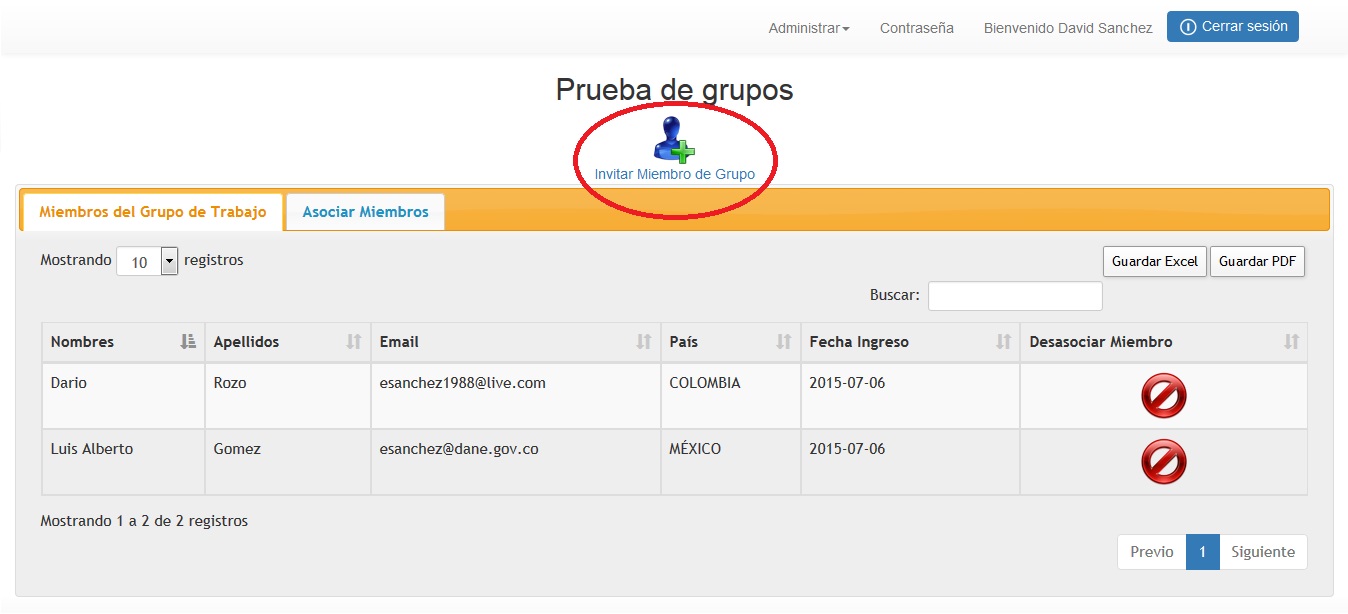 Administrar Contraseña Bienvenido David Sanchez Cerrar sesión
Prueba de grupos
Invitar Miembro de Grupo
Miembros del Grupo de Trabajo Asociar Miembros
Mostrando 10 registros Guardar Excel Guardar PDF
Buscar:
Nombres Apellidos Email País Fecha Ingreso Desasociar Miembro
Dario Rozo esanchez1988@live.com COLOMBIA 2015-07-06
Luis Alberto Gomez esanchez@dane.gov.co MÉXICO 2015-07-06
Mostrando 1 a 2 de 2 registros
Previo 1 Siguiente